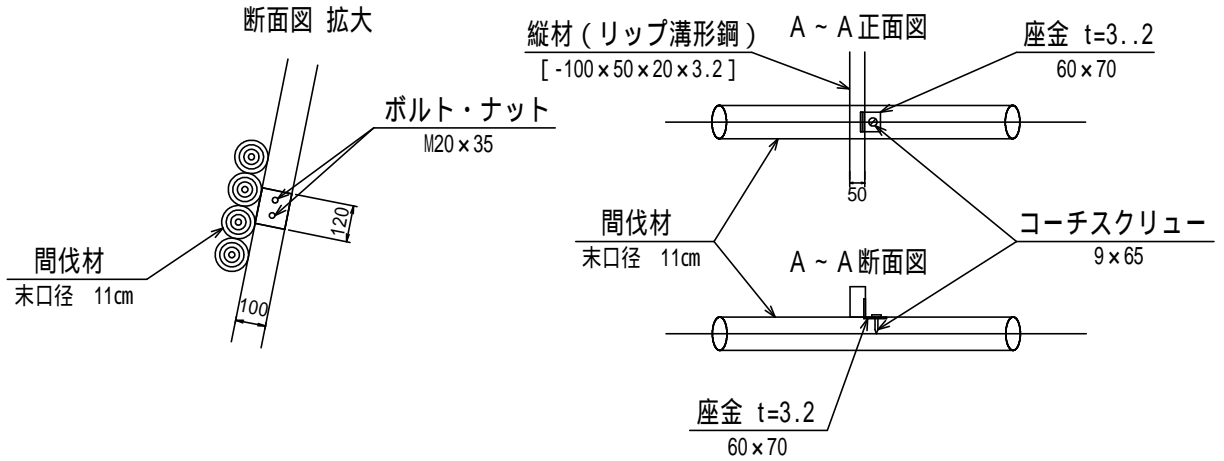 断面図 拡大
ボルト・ナット
M20×35
120
間伐材
末口径 11㎝
100
縦材(リップ溝形鋼)
[ -100×50×20×3.2 ]
A ~ A 正面図
座金 t=3..2
60×70
50
間伐材
末口径 11㎝
コーチスクリュー
9×65
A ~ A 断面図
座金 t=3.2
60×70